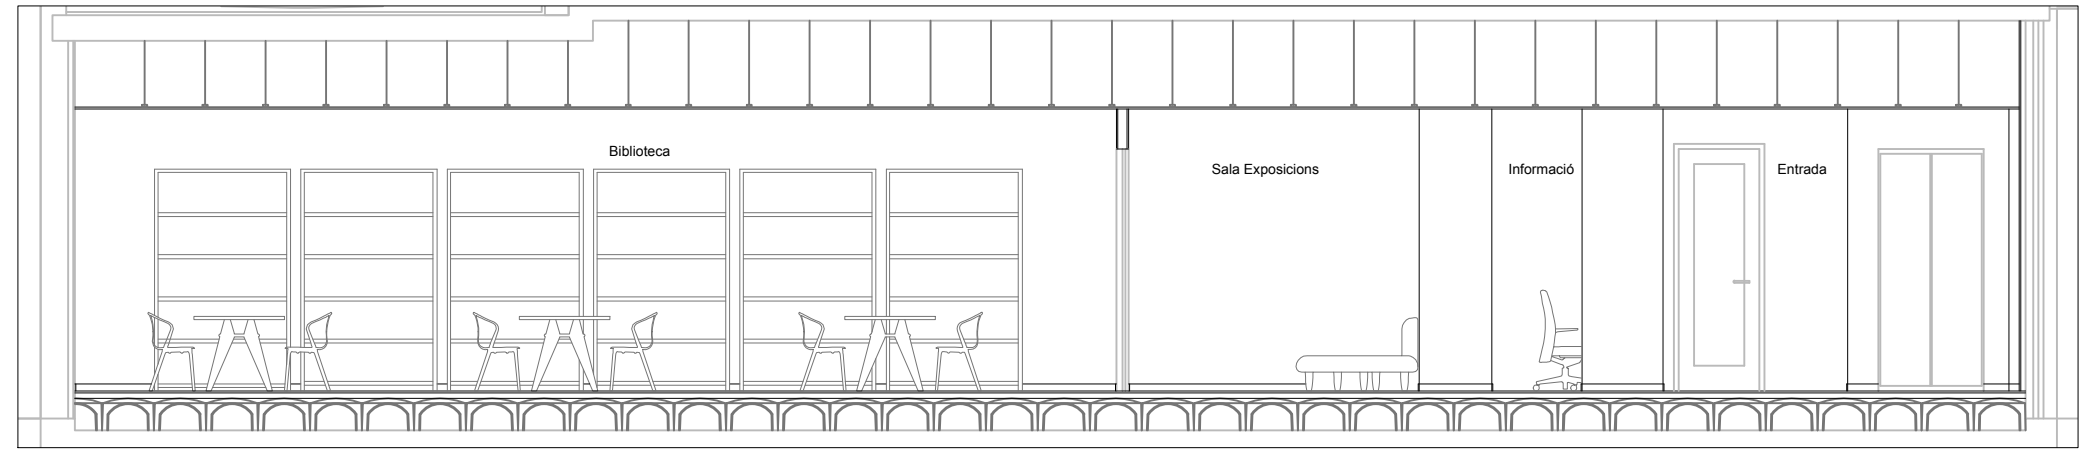 Biblioteca
Sala Exposicions
Informació
Entrada